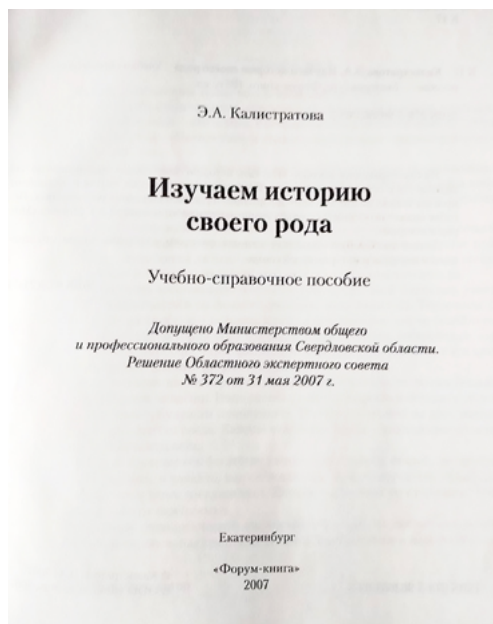 Э.А. Калистратова
Изучаем историю
своего рода
Учебно-справочное пособие
Допущено Министерством общего
и профессионального образования Свердловской области.
Решение Областного экспертного совета
№ 372 от 31 мая 2007 г.
Екатеринбург
«Форум-книга»
2007